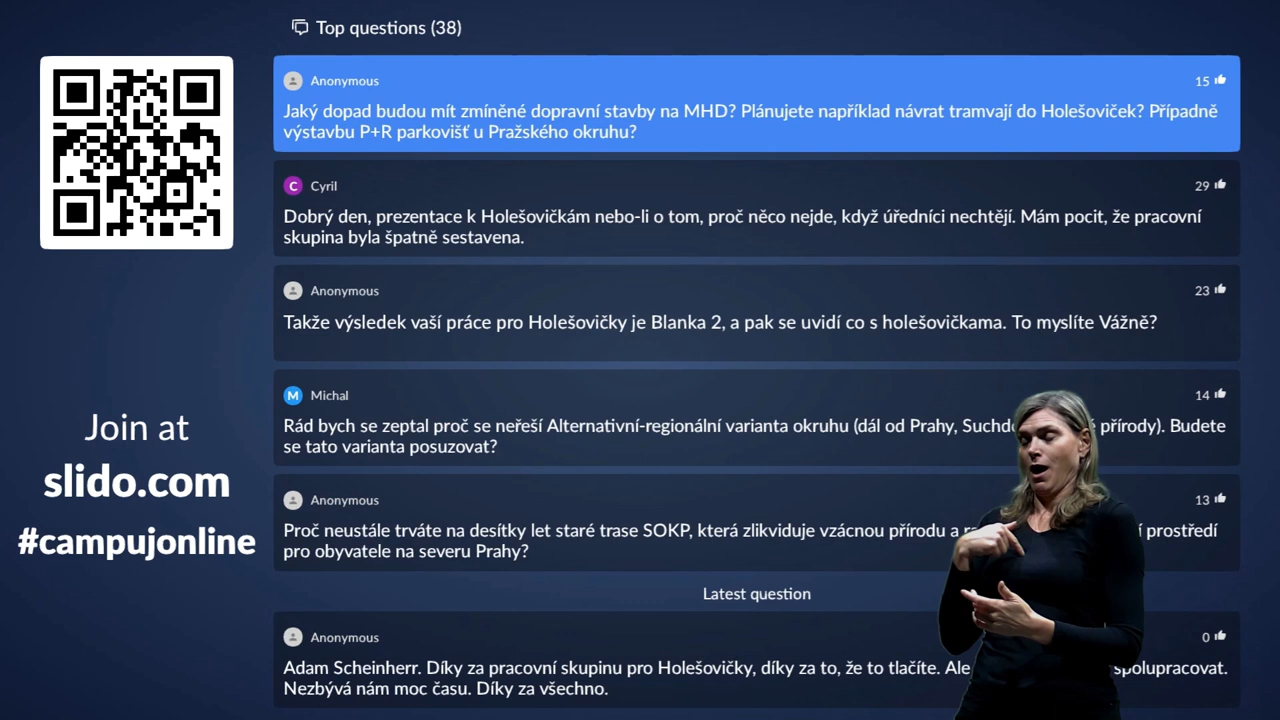 Top questions (38)
Anonymous
15
Jaký dopad budou mít zmíněné dopravní stavby na MHD? Plánujete například návrat tramvají do Holešoviček? Případně
výstavbu P+R parkovišť u Pražského okruhu?
C
Cyril
29
Dobrý den, prezentace k Holešovičkám nebo-li o tom, proč něco nejde, když úředníci nechtějí. Mám pocit, že pracovní
skupina byla špatně sestavena.
Anonymous
23
Takže výsledek vaší práce pro Holešovičky je Blanka 2, a pak se uvidí co s holešovičkama. To myslíte Vážně?
M
Michal
14
Rád bych se zeptal proč se neřeší Alternativní-regionální varianta okruhu (dál od Prahy, přírody). Budete
se tato varianta posuzovat?
Anonymous
13
Proč neustále trváte na desítky let staré trase SOKP, která zlikviduje vzácnou přírodu a prostředí
pro obyvatele na severu Prahy?
Latest question
Anonymous
0
Adam Scheinherr. Díky za pracovní skupinu pro Holešovičky, díky za to, že to tlačíte. Ale spolupracovat.
Nezbývá nám moc času. Díky za všechno.
Join at
slido.com
#campujonline